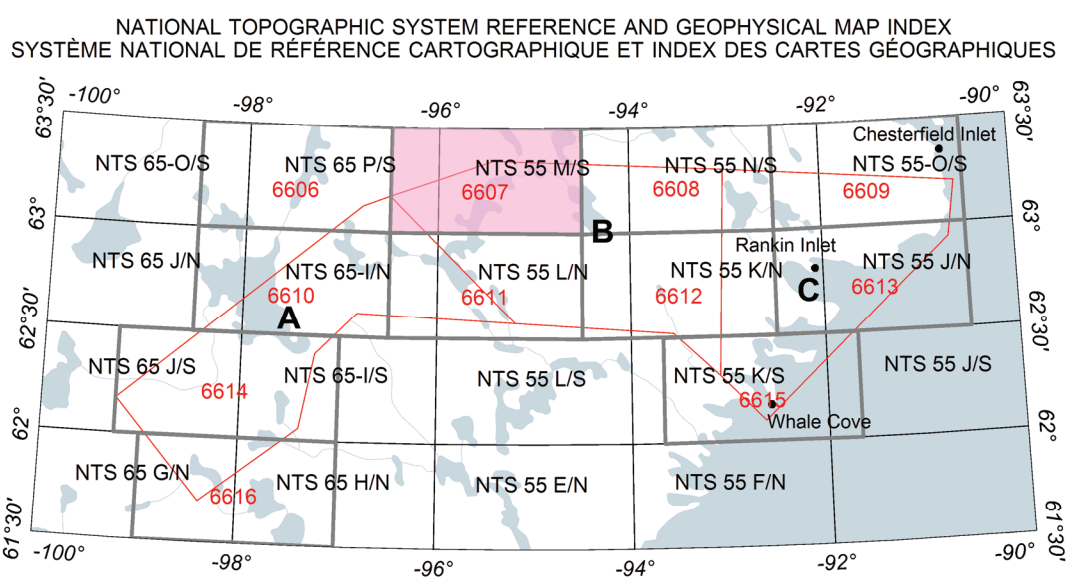 NATIONAL TOPOGRAPHIC SYSTEM REFERENCE AND GEOPHYSICAL MAP INDEX
SYSTÈME NATIONAL DE RÉFÉRENCE CARTOGRAPHIQUE ET INDEX DES CARTES GÉOGRAPHIQUES
-100° -98° -96° -94° -92° -90°
63°30' 63°30'
Chesterfield Inlet
NTS 65-O/S NTS 65 P/S NTS 55 M/S NTS 55 N/S NTS 55-O/S
6606 6607 6608 6609
63° 63°
B
Rankin Inlet
NTS 65 J/N NTS 65-I/N NTS 55 L/N NTS 55 K/N NTS 55 J/N
6610 6611 6612 6613
A C
62°30' 62°30'
NTS 65 J/S NTS 65-I/S NTS 55 L/S NTS 55 K/S NTS 55 J/S
6614 6615
Whale Cove
62° 62°
NTS 65 G/N NTS 65 H/N NTS 55 E/N NTS 55 F/N
6616
61°30' 61°30'
-100° -98° -96° -94° -92° -90°